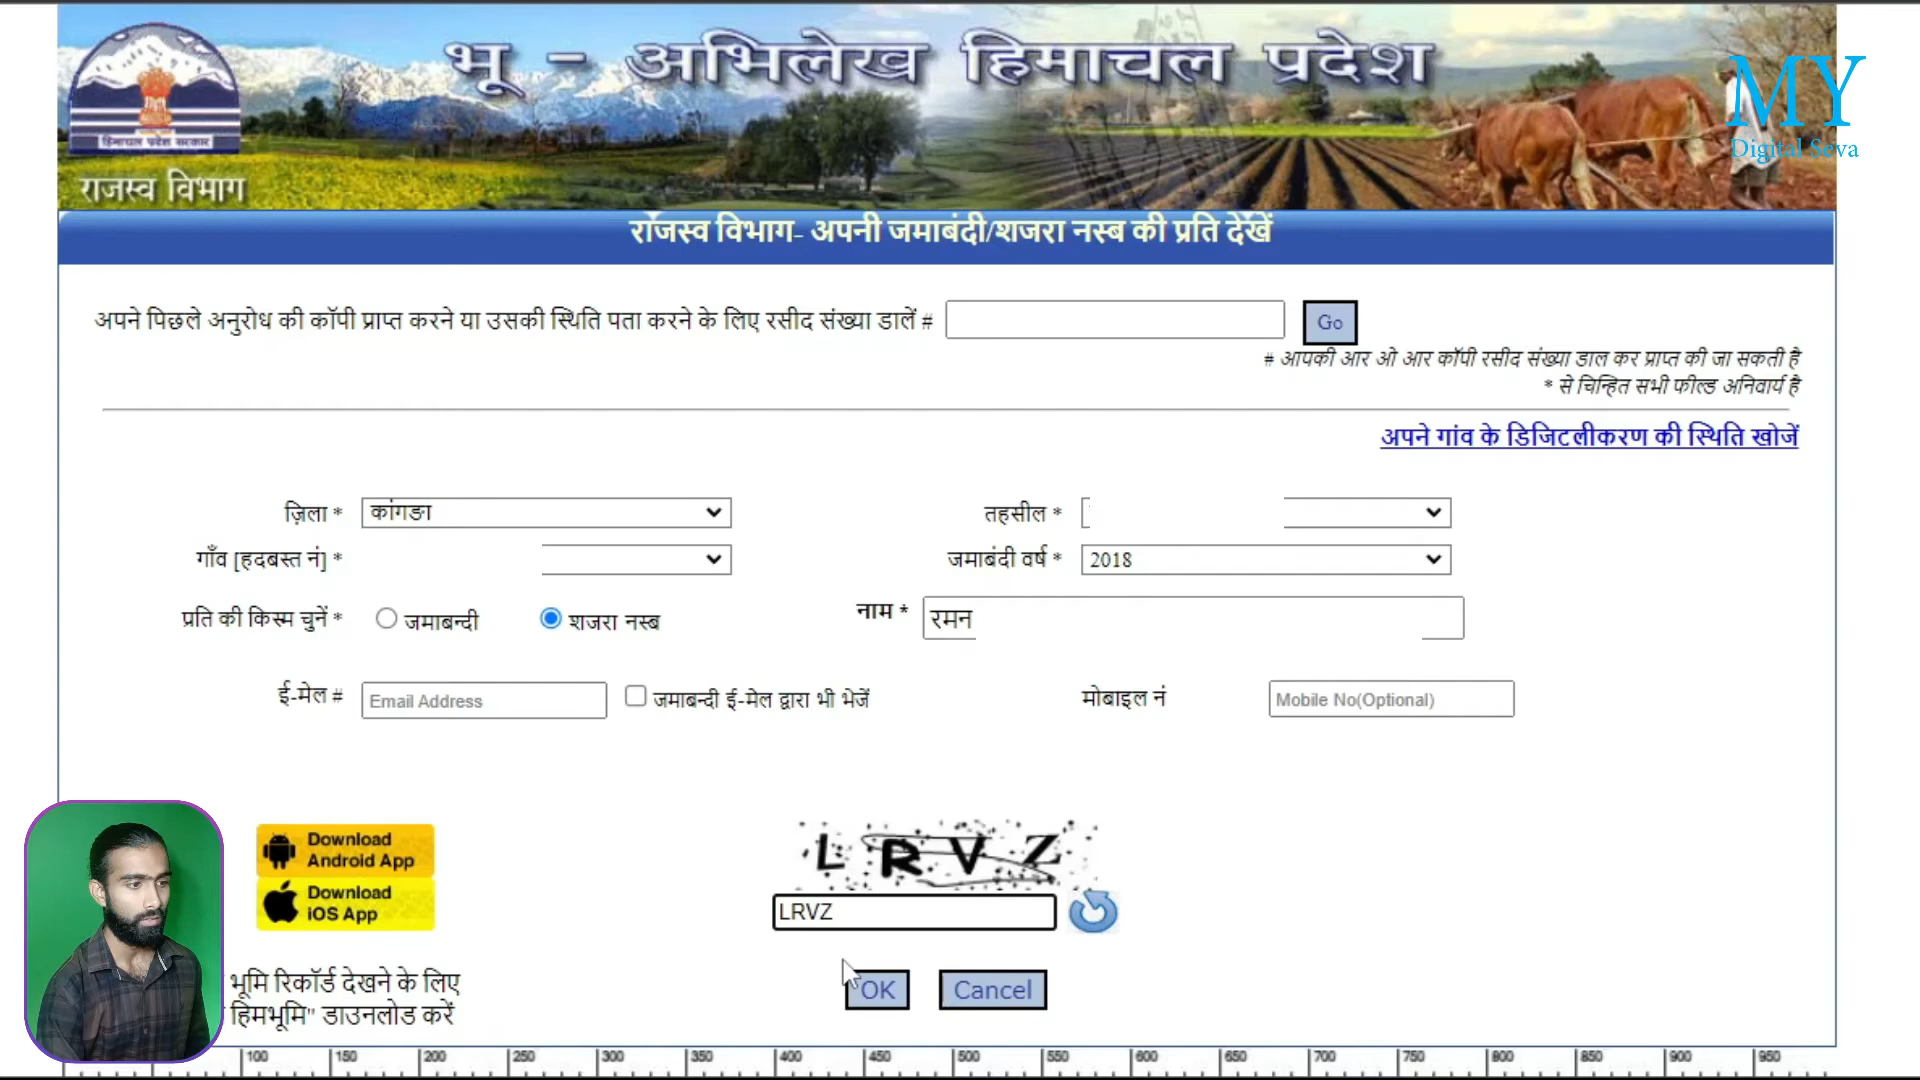 भू - अभिलेख हिमाचल प्रदेश
MY
Digital Seva
हिमाचल प्रदेश सरकार
राजस्व विभाग
राजस्व विभाग- अपनी जमाबंदी/शजरा नस्ब की प्रति देखें
अपने पिछले अनुरोध की कॉपी प्राप्त करने या उसकी स्थिति पता करने के लिए रसीद संख्या डालें # Go
# आपकी आर ओ आर कॉपी रसीद संख्या डाल कर प्राप्त की जा सकती है
* से चिन्हित सभी फील्ड अनिवार्य है
अपने गांव के डिजिटलीकरण की स्थिति खोजें
ज़िला * कांगडा तहसील *
गाँव [हदबस्त नं] * जमाबंदी वर्ष * 2018
प्रति की किस्म चुनें * जमाबन्दी शजरा नस्ब नाम * रमन
ई-मेल # Email Address जमाबन्दी ई-मेल द्वारा भी भेजें मोबाइल नं Mobile No(Optional)
Download
Android App
Download
iOS App
L R V Z
LRVZ
भूमि रिकॉर्ड देखने के लिए
हिमभूमि" डाउनलोड करें
OK Cancel
100 150 200 250 300 350 400 450 500 550 600 650 700 750 800 850 900 950